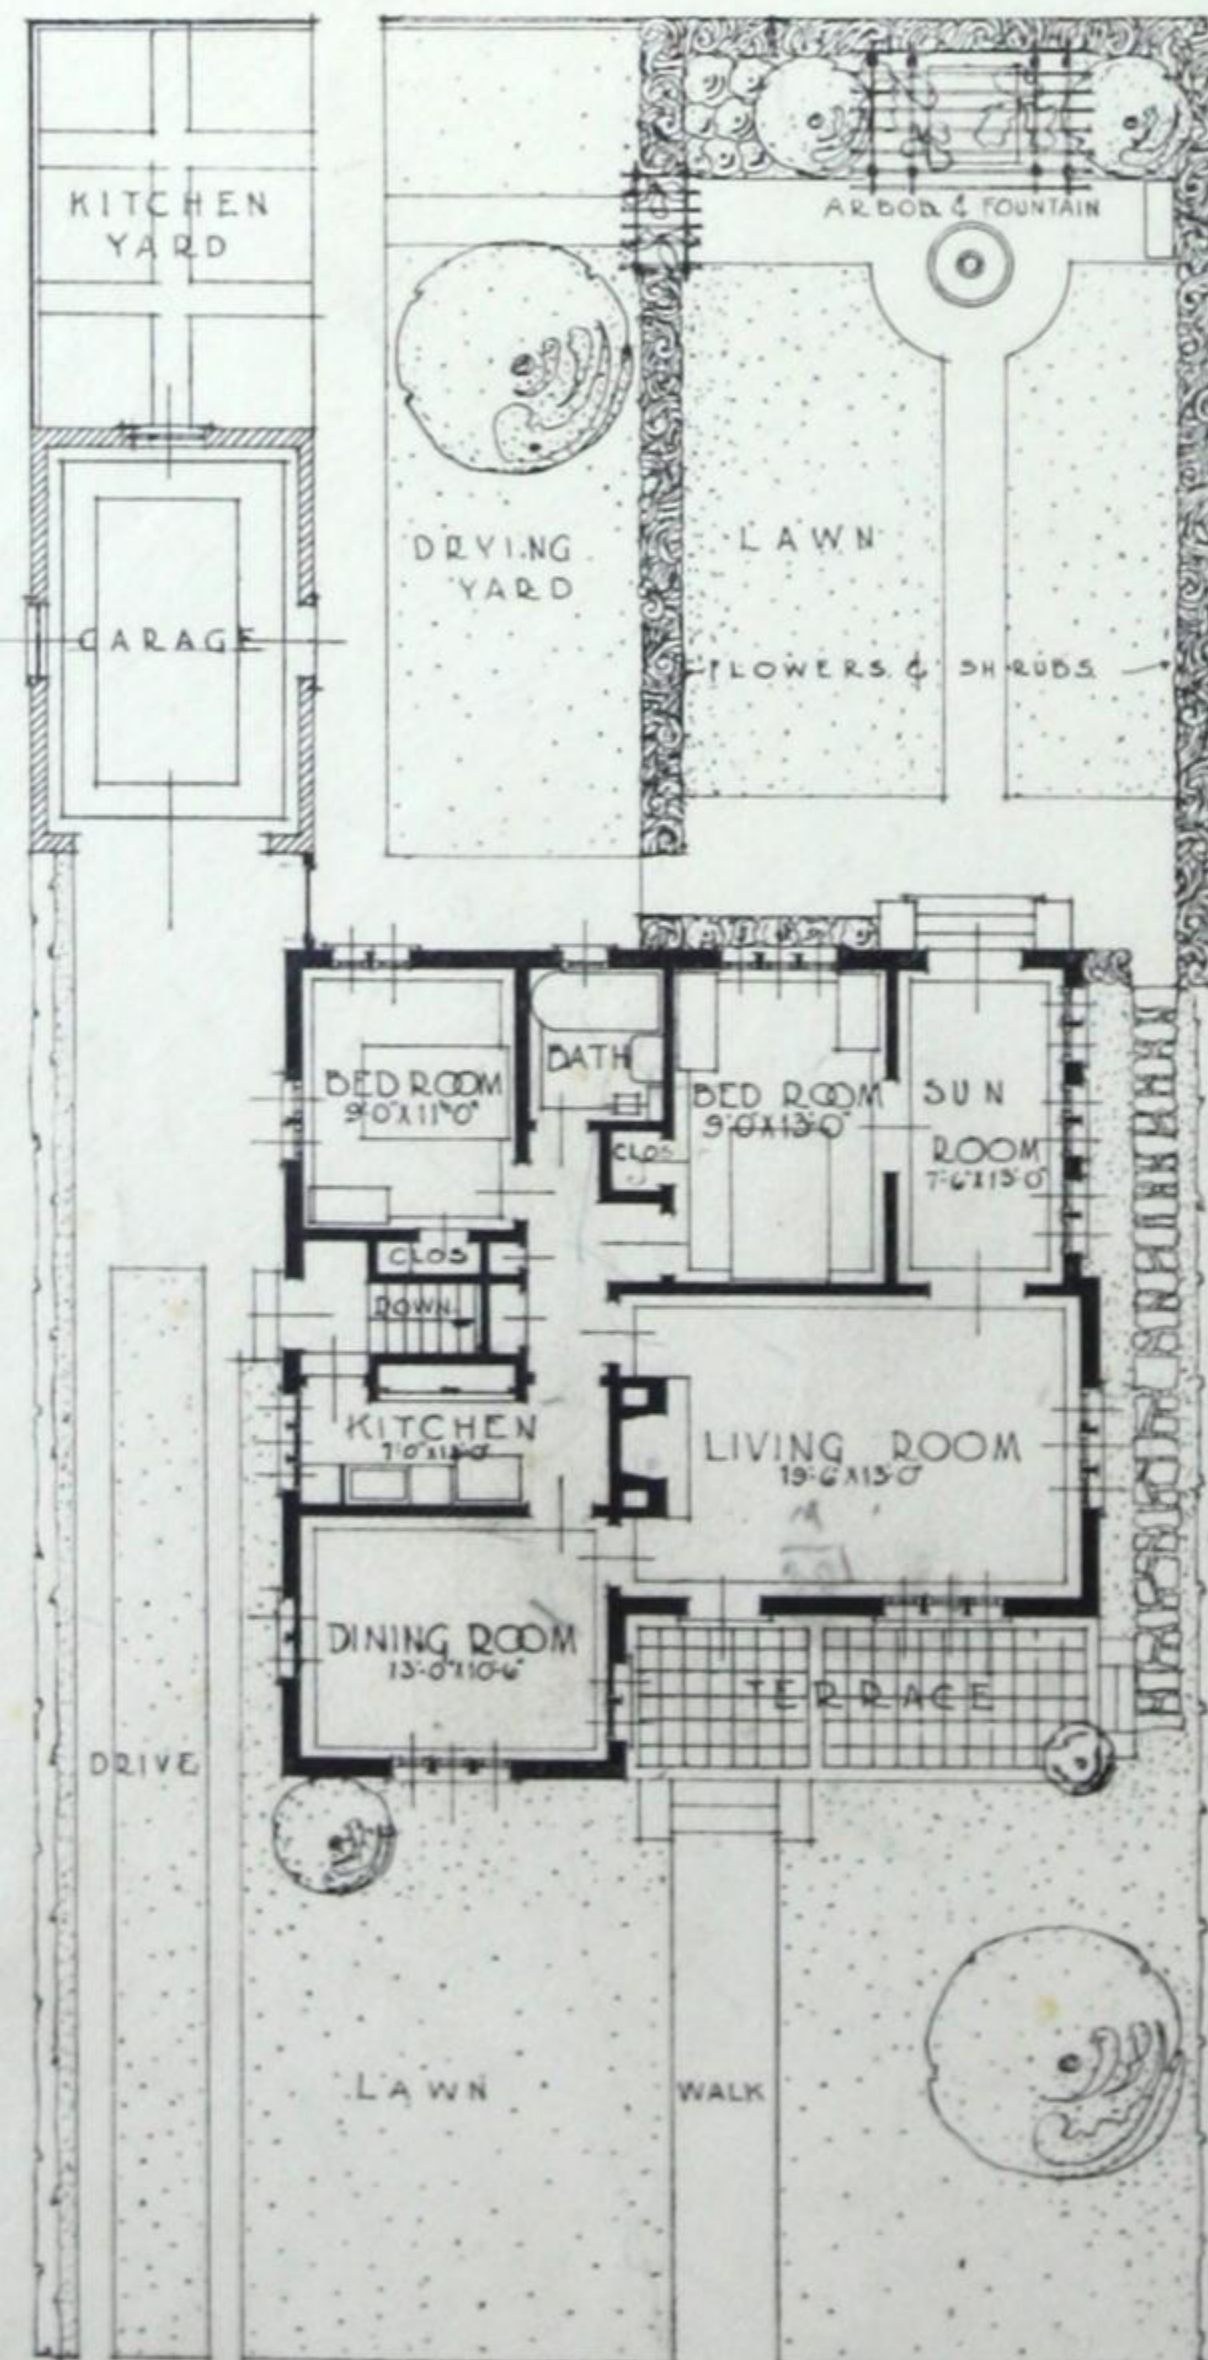 KITCHEN
YARD
ARBOR & FOUNTAIN
DRYING
YARD
LAWN
GARAGE
FLOWERS & SHRUBS
BED ROOM
9'-0"X11'-0"
BATH
BED ROOM
9'-0"X13'-0"
SUN
ROOM
7'-6"X13'-0"
CLOS
CLOS
DOWN
KITCHEN
LIVING ROOM
19'-6"X13'-0"
DINING ROOM
13'-0"X10'-6"
TERRACE
DRIVE
LAWN
WALK